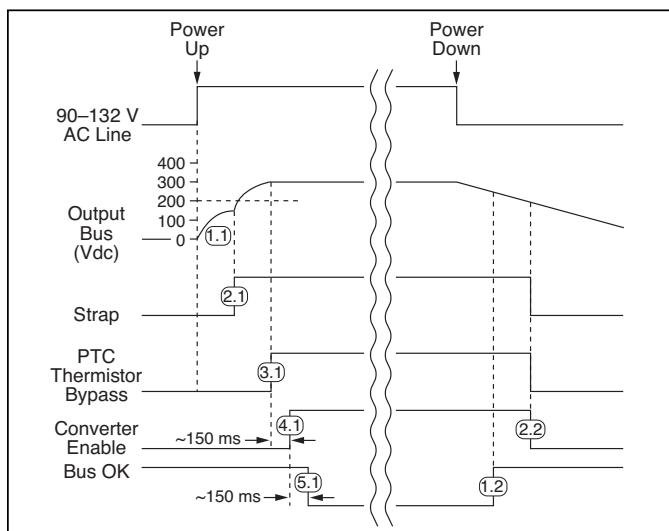 Power
Up
Power
Down
90–132 V
AC Line
400
300
200
100
0
Output
Bus
(Vdc)
1.1
2.1
Strap
PTC
Thermistor
Bypass
3.1
Converter
Enable
4.1
2.2
~150 ms
Bus OK
5.1
1.2
~150 ms